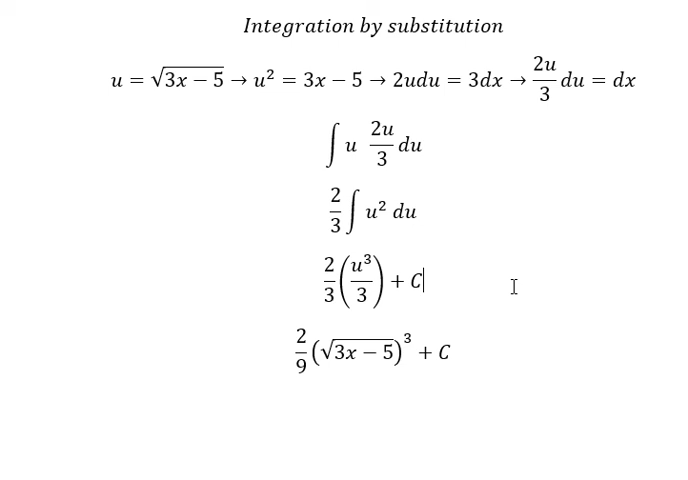 Integration by substitution
u = √(3x − 5) → u² = 3x − 5 → 2udu = 3dx → 2u/3 du = dx
∫ u 2u/3 du
2/3 ∫ u² du
2/3 (u³/3) + C
2/9 (√(3x − 5))³ + C